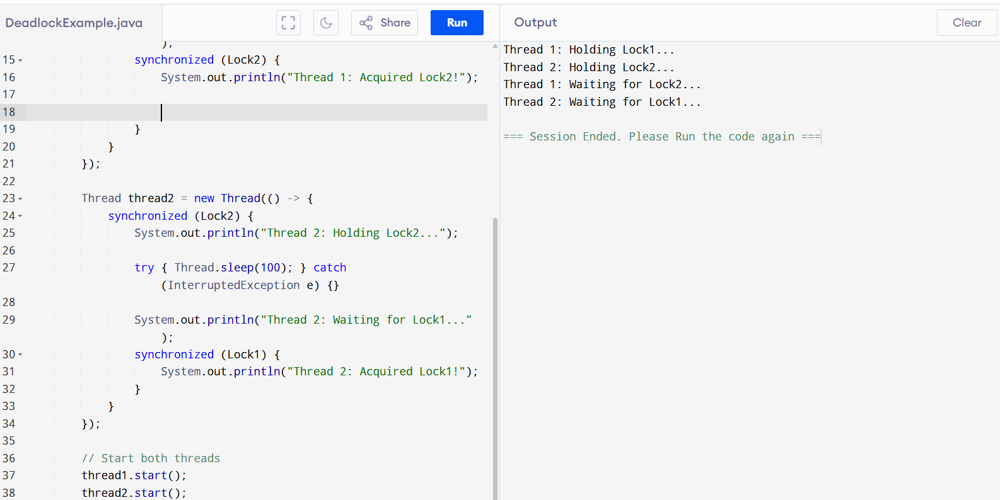 DeadlockExample.java
Share
Run
Output
Clear
);
15 synchronized (Lock2) {
16 System.out.println("Thread 1: Acquired Lock2!");
17
18
19 }
20 }
21 });
22
23 Thread thread2 = new Thread(() -> {
24 synchronized (Lock2) {
25 System.out.println("Thread 2: Holding Lock2...");
26
27 try { Thread.sleep(100); } catch
(InterruptedException e) {}
28
29 System.out.println("Thread 2: Waiting for Lock1..."
);
30 synchronized (Lock1) {
31 System.out.println("Thread 2: Acquired Lock1!");
32 }
33 }
34 });
35
36 // Start both threads
37 thread1.start();
38 thread2.start();
Thread 1: Holding Lock1...
Thread 2: Holding Lock2...
Thread 1: Waiting for Lock2...
Thread 2: Waiting for Lock1...
=== Session Ended. Please Run the code again ===